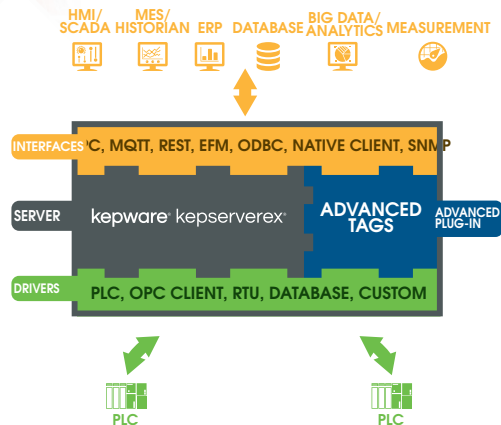 HMI/ SCADA
MES/ HISTORIAN
ERP
DATABASE
BIG DATA/ ANALYTICS
MEASUREMENT
INTERFACES
C, MQTT, REST, EFM, ODBC, NATIVE CLIENT, SNMP
SERVER
kepware® kepserverex®
ADVANCED
TAGS
ADVANCED
PLUG-IN
DRIVERS
PLC, OPC CLIENT, RTU, DATABASE, CUSTOM
PLC
PLC